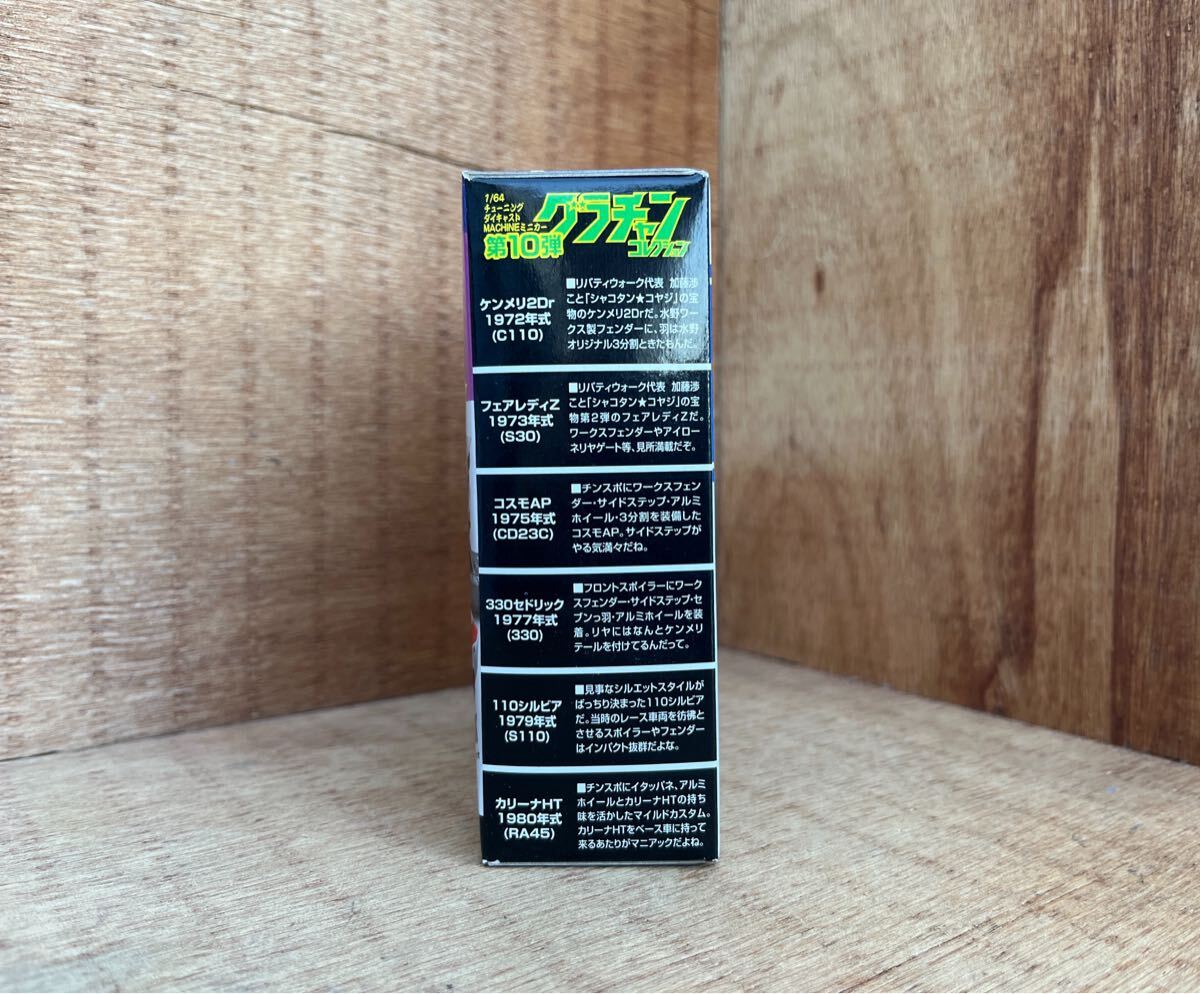 1/64
チューニング
ダイキャスト
MACHINEミニカー
第10弾
グラチャン
コレクション
ケンメリ2Dr
1972年式
(C110)
■リバティウォーク代表 加藤渉
こと「シャコタン★コヤジ」の宝
物のケンメリ2Drだ。水野ワー
クス製フェンダーに、羽は水野
オリジナル3分割ときたもんだ。
フェアレディZ
1973年式
(S30)
■リバティウォーク代表 加藤渉
こと「シャコタン★コヤジ」の宝
物第2弾のフェアレディZだ。
ワークスフェンダーやアイロー
ネリヤゲート等、見所満載だぞ。
コスモAP
1975年式
(CD23C)
■チンスポにワークスフェン
ダー・サイドステップ・アルミ
ホイール・3分割を装備した
コスモAP。サイドステップが
やる気満々だね。
330セドリック
1977年式
(330)
■フロントスポイラーにワーク
スフェンダー・サイドステップ・セ
ブンっ羽・アルミホイールを装
着。リヤにはなんとケンメリ
テールを付けてるんだって。
110シルビア
1979年式
(S110)
■見事なシルエットスタイルが
ばっちり決まった110シルビア
だ。当時のレース車両を彷彿と
させるスポイラーやフェンダー
はインパクト抜群だよな。
カリーナHT
1980年式
(RA45)
■チンスポにイタッパネ、アルミ
ホイールとカリーナHTの持ち
味を活かしたマイルドカスタム。
カリーナHTをベース車に持って
来るあたりがマニアックだよね。